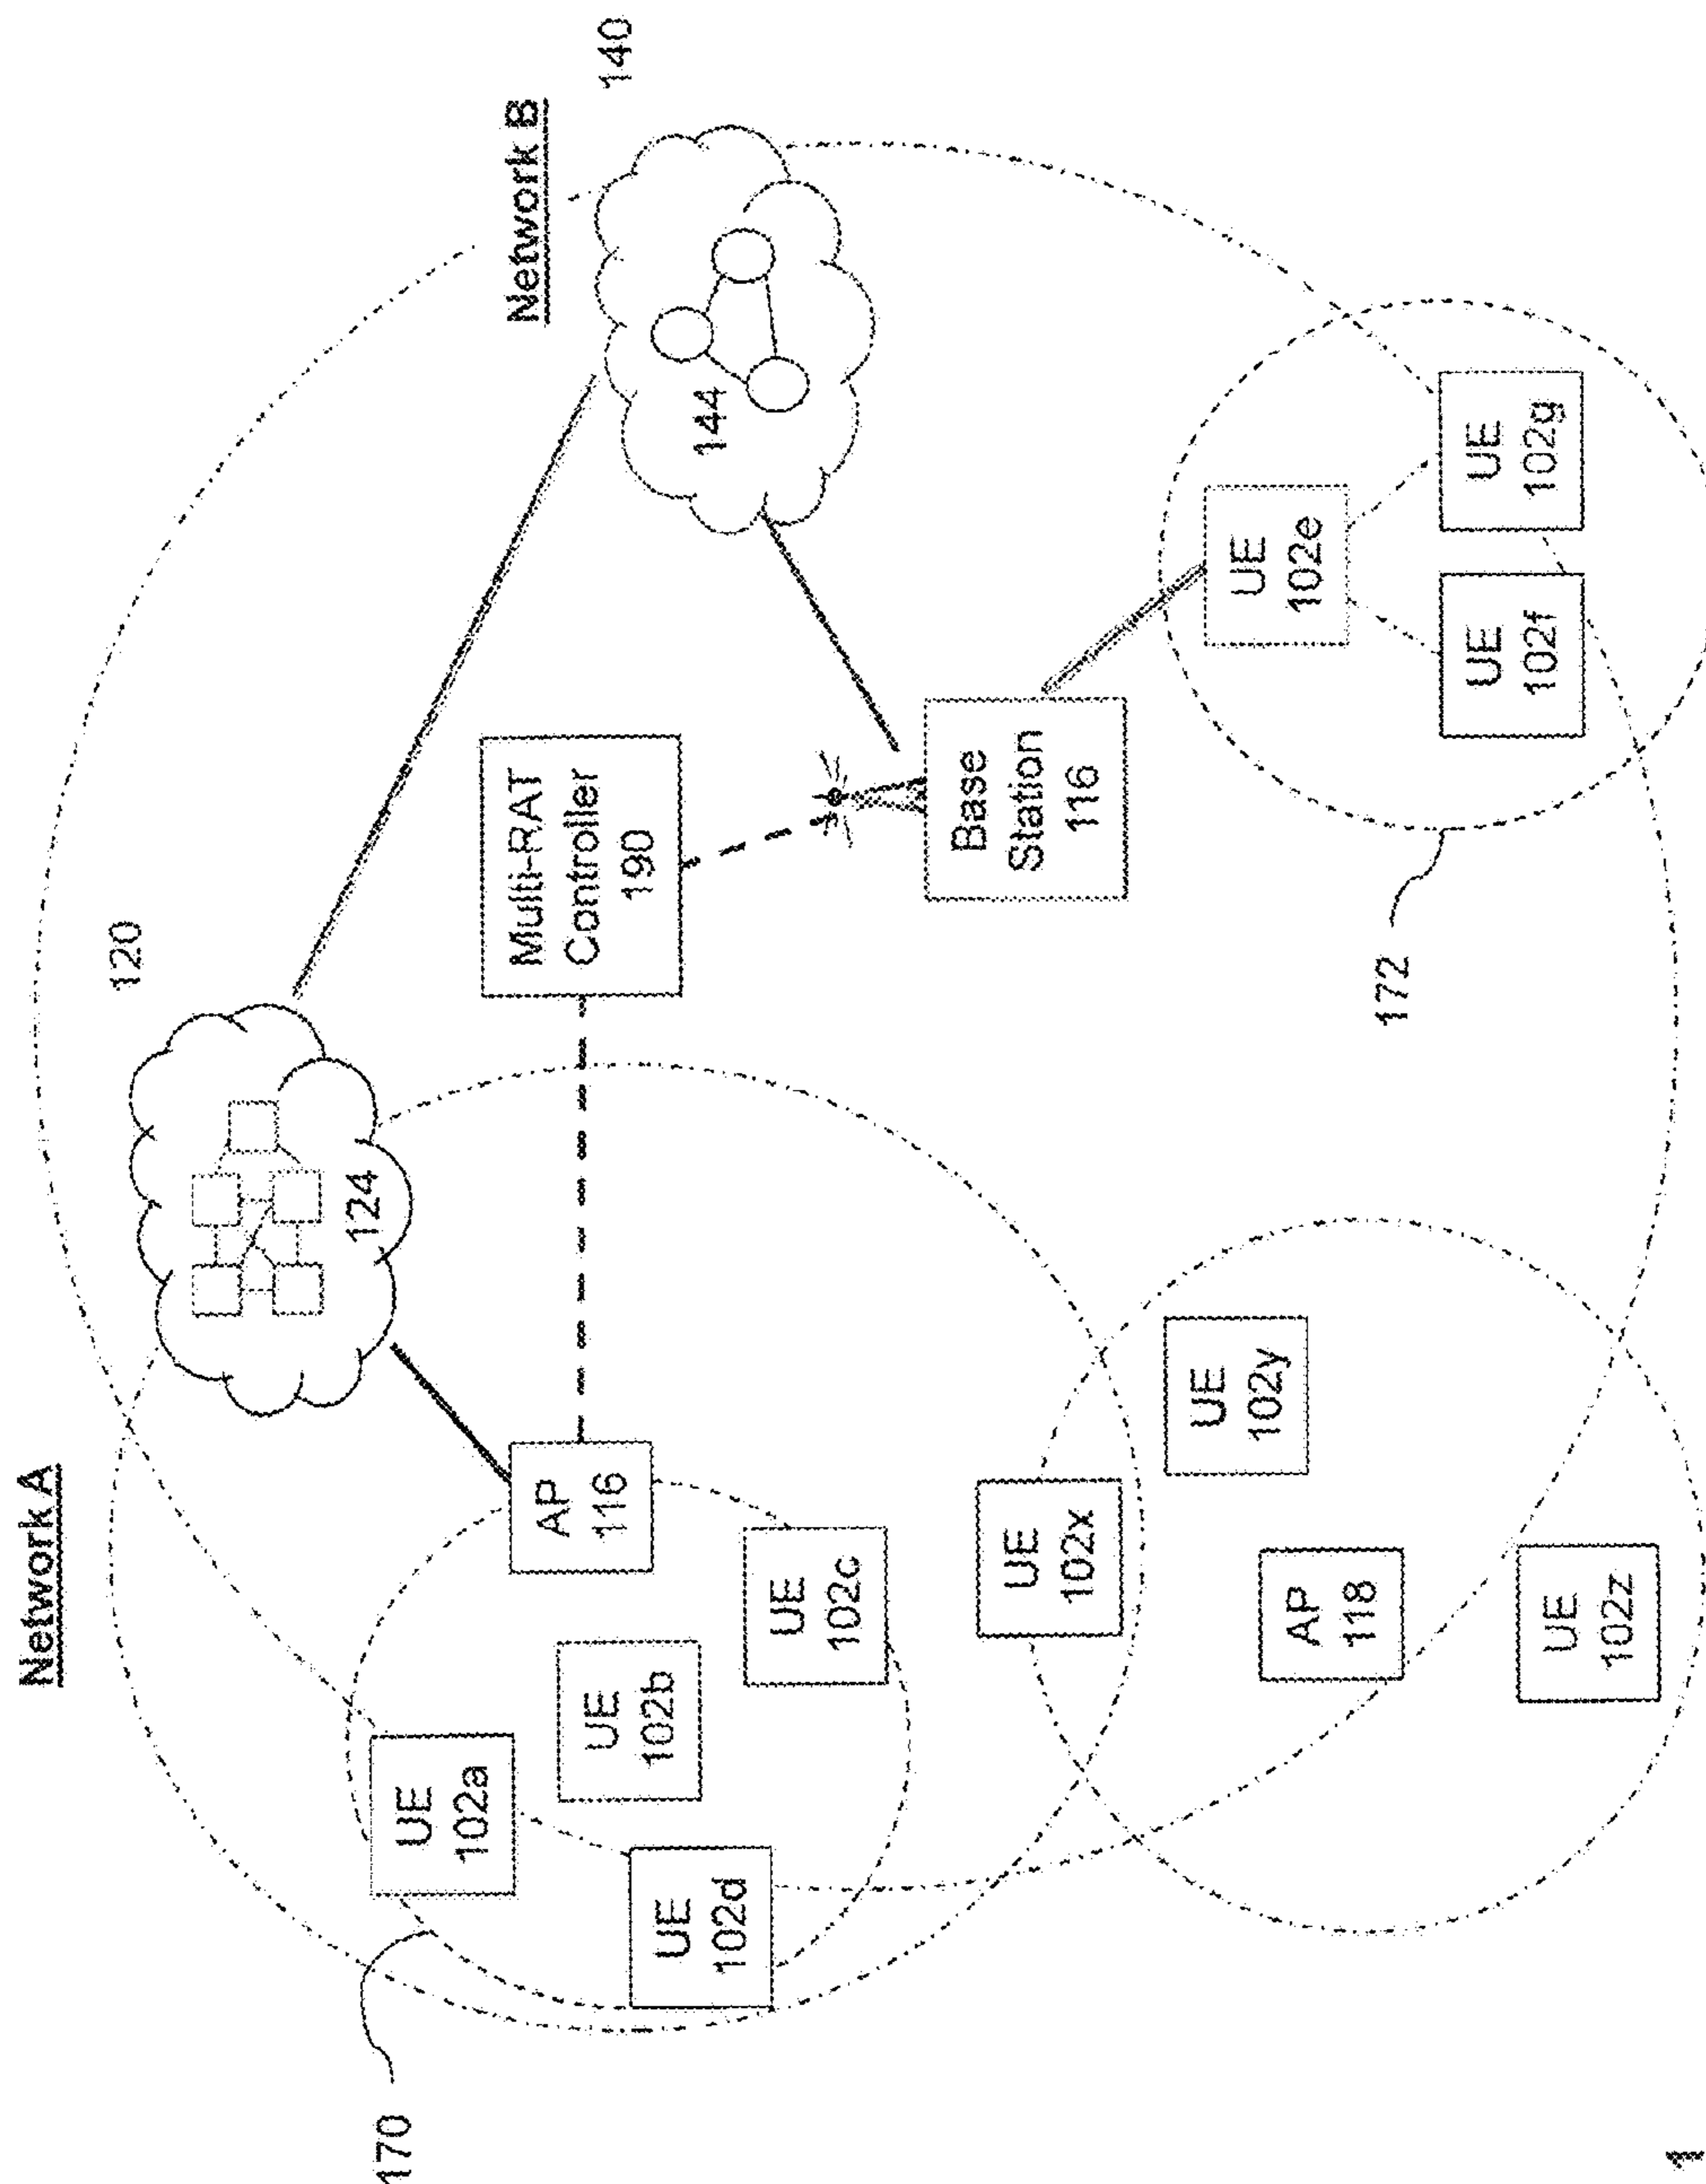 Network A
120
Network B
140
124
144
AP
116
Multi-RAT
Controller
190
UE
102a
UE
102b
UE
102c
UE
102d
170
Base
Station
116
UE
102x
UE
102y
AP
118
UE
102z
UE
102e
UE
102f
UE
102g
172
1